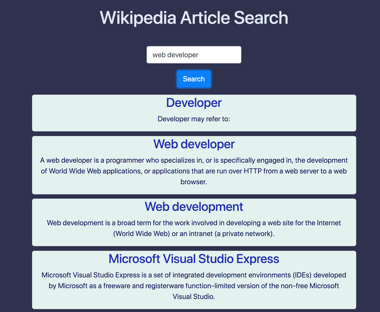 Wikipedia Article Search
web developer
Search
Developer
Developer may refer to:
Web developer
A web developer is a programmer who specializes in, or is specifically engaged in, the development
of World Wide Web applications, or applications that are run over HTTP from a web server to a web
browser.
Web development
Web development is a broad term for the work involved in developing a web site for the Internet
(World Wide Web) or an intranet (a private network).
Microsoft Visual Studio Express
Microsoft Visual Studio Express is a set of integrated development environments (IDEs) developed
by Microsoft as a freeware and registerware function-limited version of the non-free Microsoft
Visual Studio.